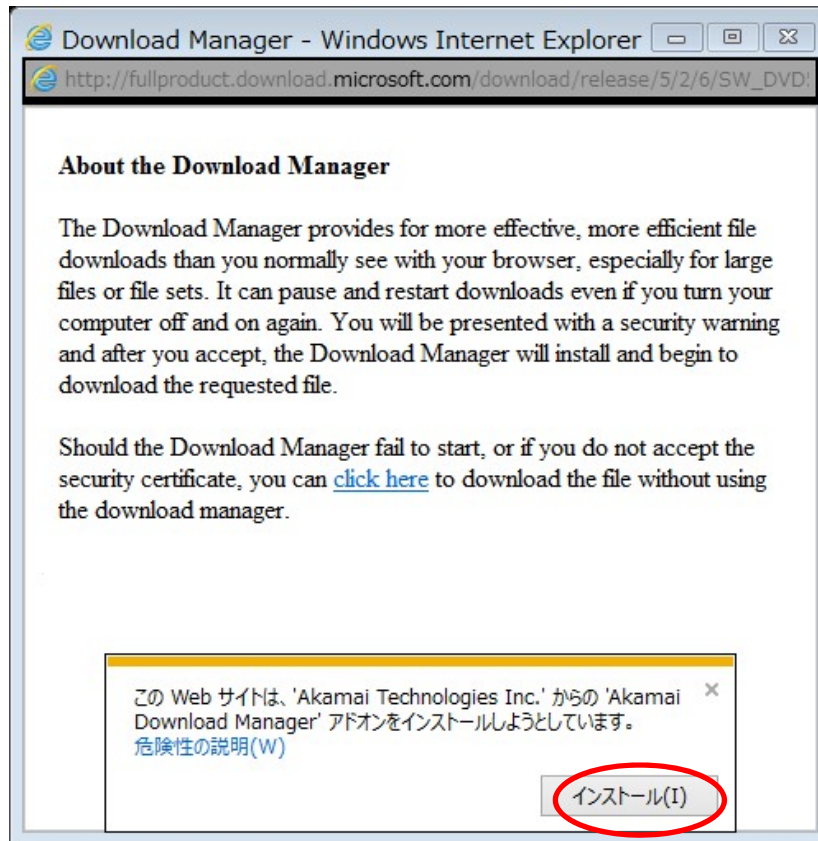 Download Manager - Windows Internet Explorer
http://fullproduct.download.microsoft.com/download/release/5/2/6/SW_DVD
About the Download Manager
The Download Manager provides for more effective, more efficient file
downloads than you normally see with your browser, especially for large
files or file sets. It can pause and restart downloads even if you turn your
computer off and on again. You will be presented with a security warning
and after you accept, the Download Manager will install and begin to
download the requested file.
Should the Download Manager fail to start, or if you do not accept the
security certificate, you can click here to download the file without using
the download manager.
この Web サイトは、'Akamai Technologies Inc.' からの 'Akamai
Download Manager' アドオンをインストールしようとしています。
危険性の説明(W)
インストール(I)